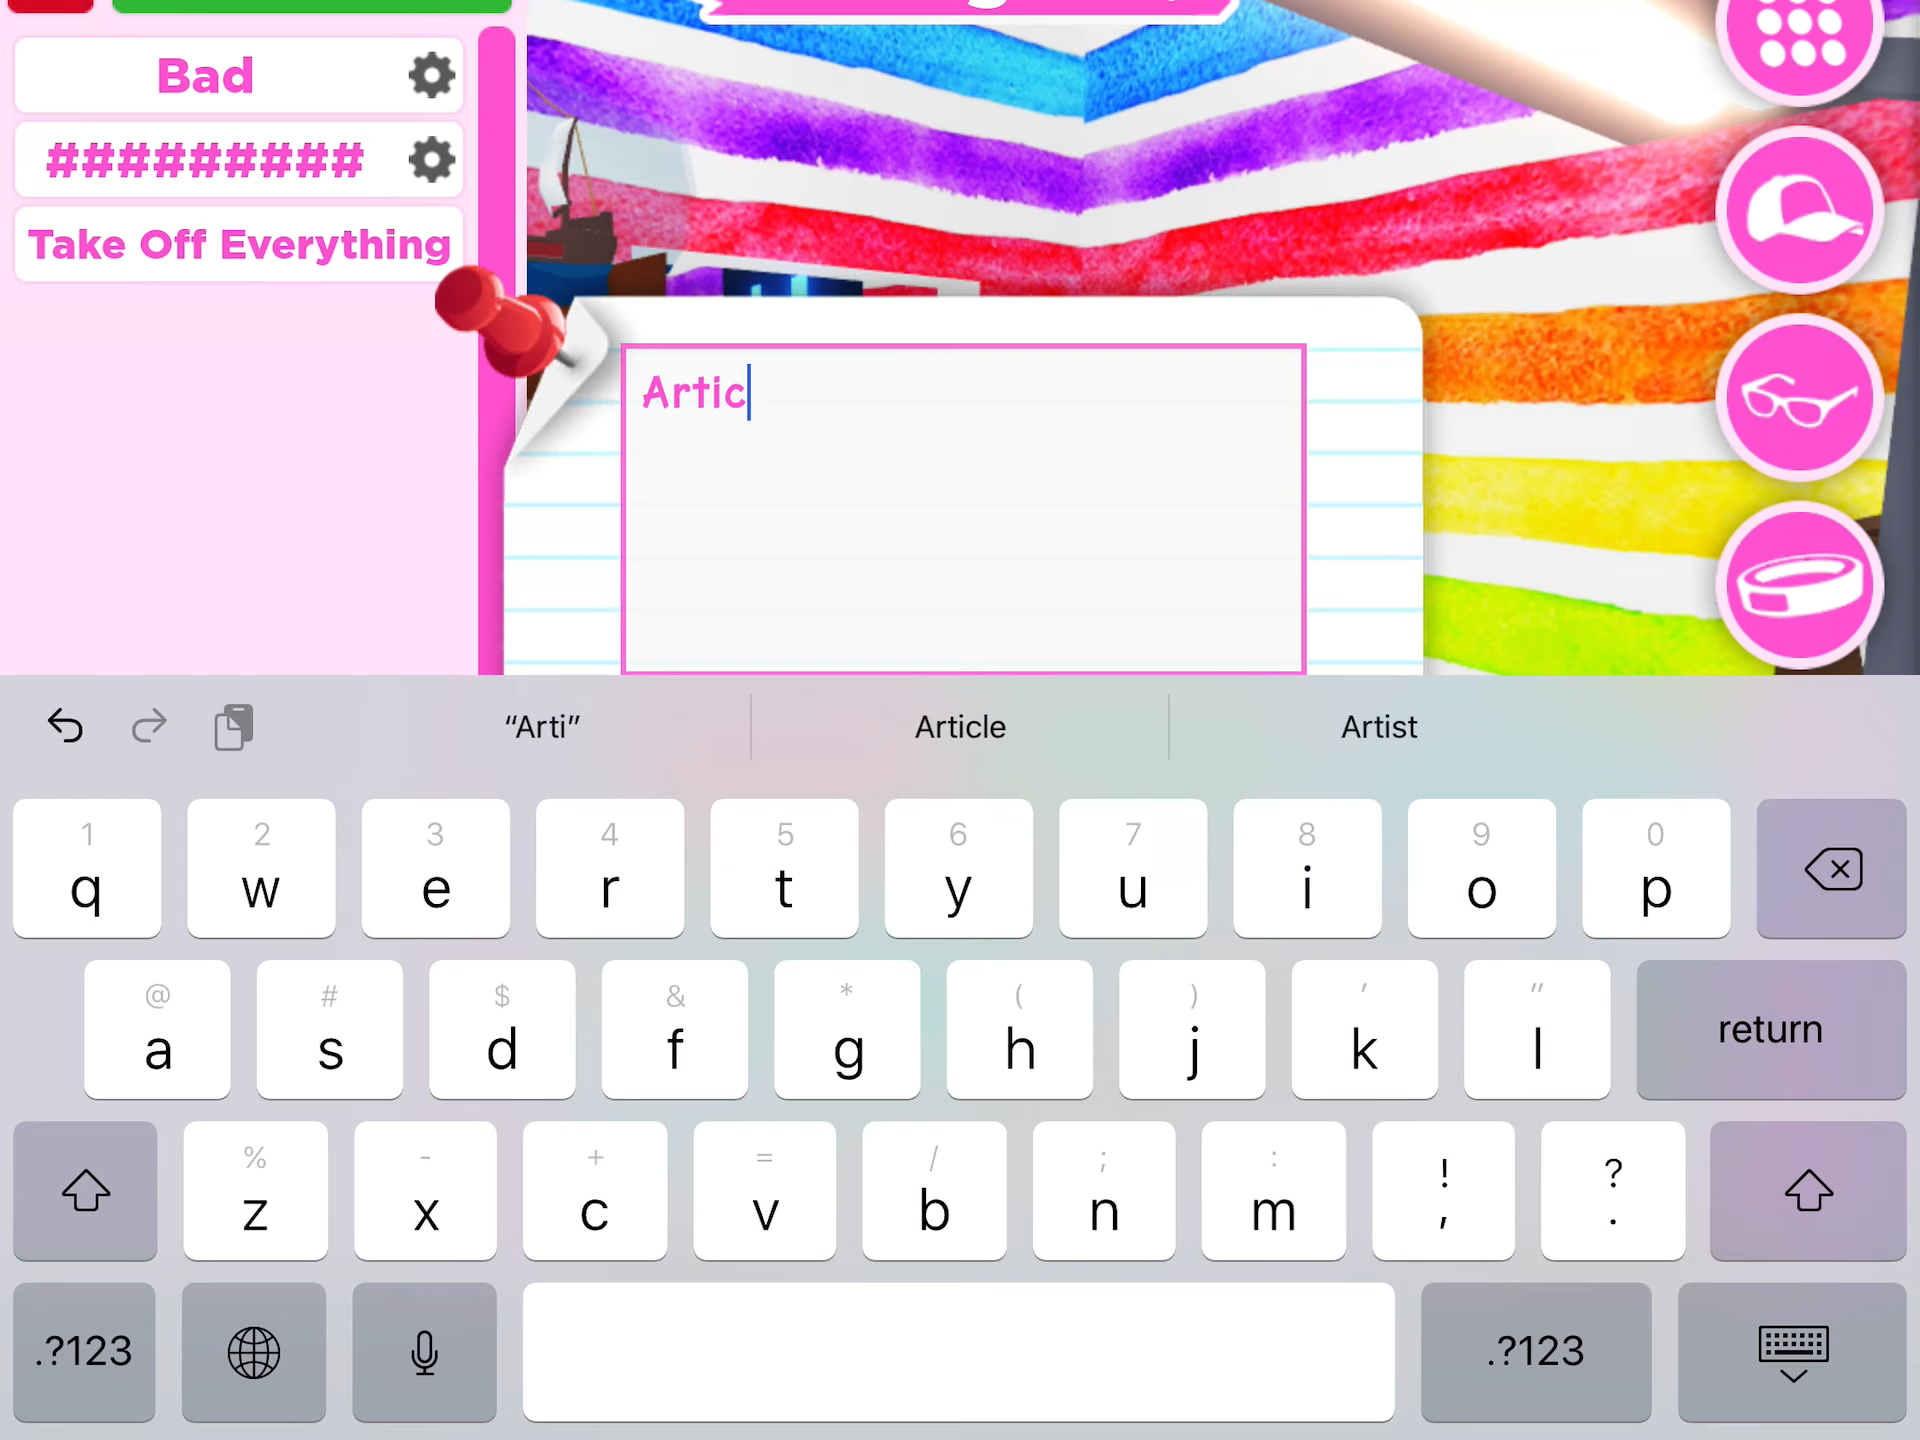 Bad
#########
Take Off Everything
Artic
“Arti” Article Artist
1 2 3 4 5 6 7 8 9 0
q w e r t y u i o p
@ # $ & * ( ) ' "
a s d f g h j k l return
% - + = / ; : ! ?
z x c v b n m , .
.?123 .?123